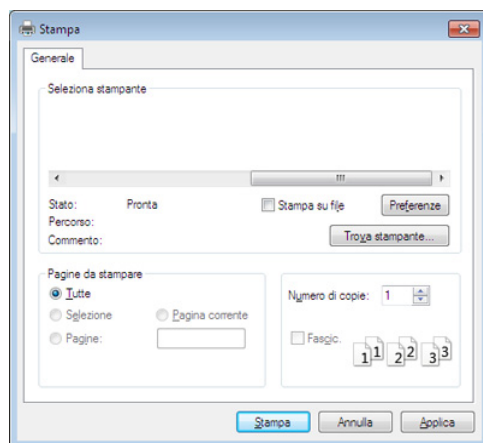 Stampa
Generale
Seleziona stampante
Stato: Pronta
Stampa su file
Preferenze
Percorso:
Commento:
Trova stampante...
Pagine da stampare
Tutte
Selezione
Pagina corrente
Pagine:
Numero di copie: 1
Fascic.
1 1 2 2 3 3
Stampa
Annulla
Applica